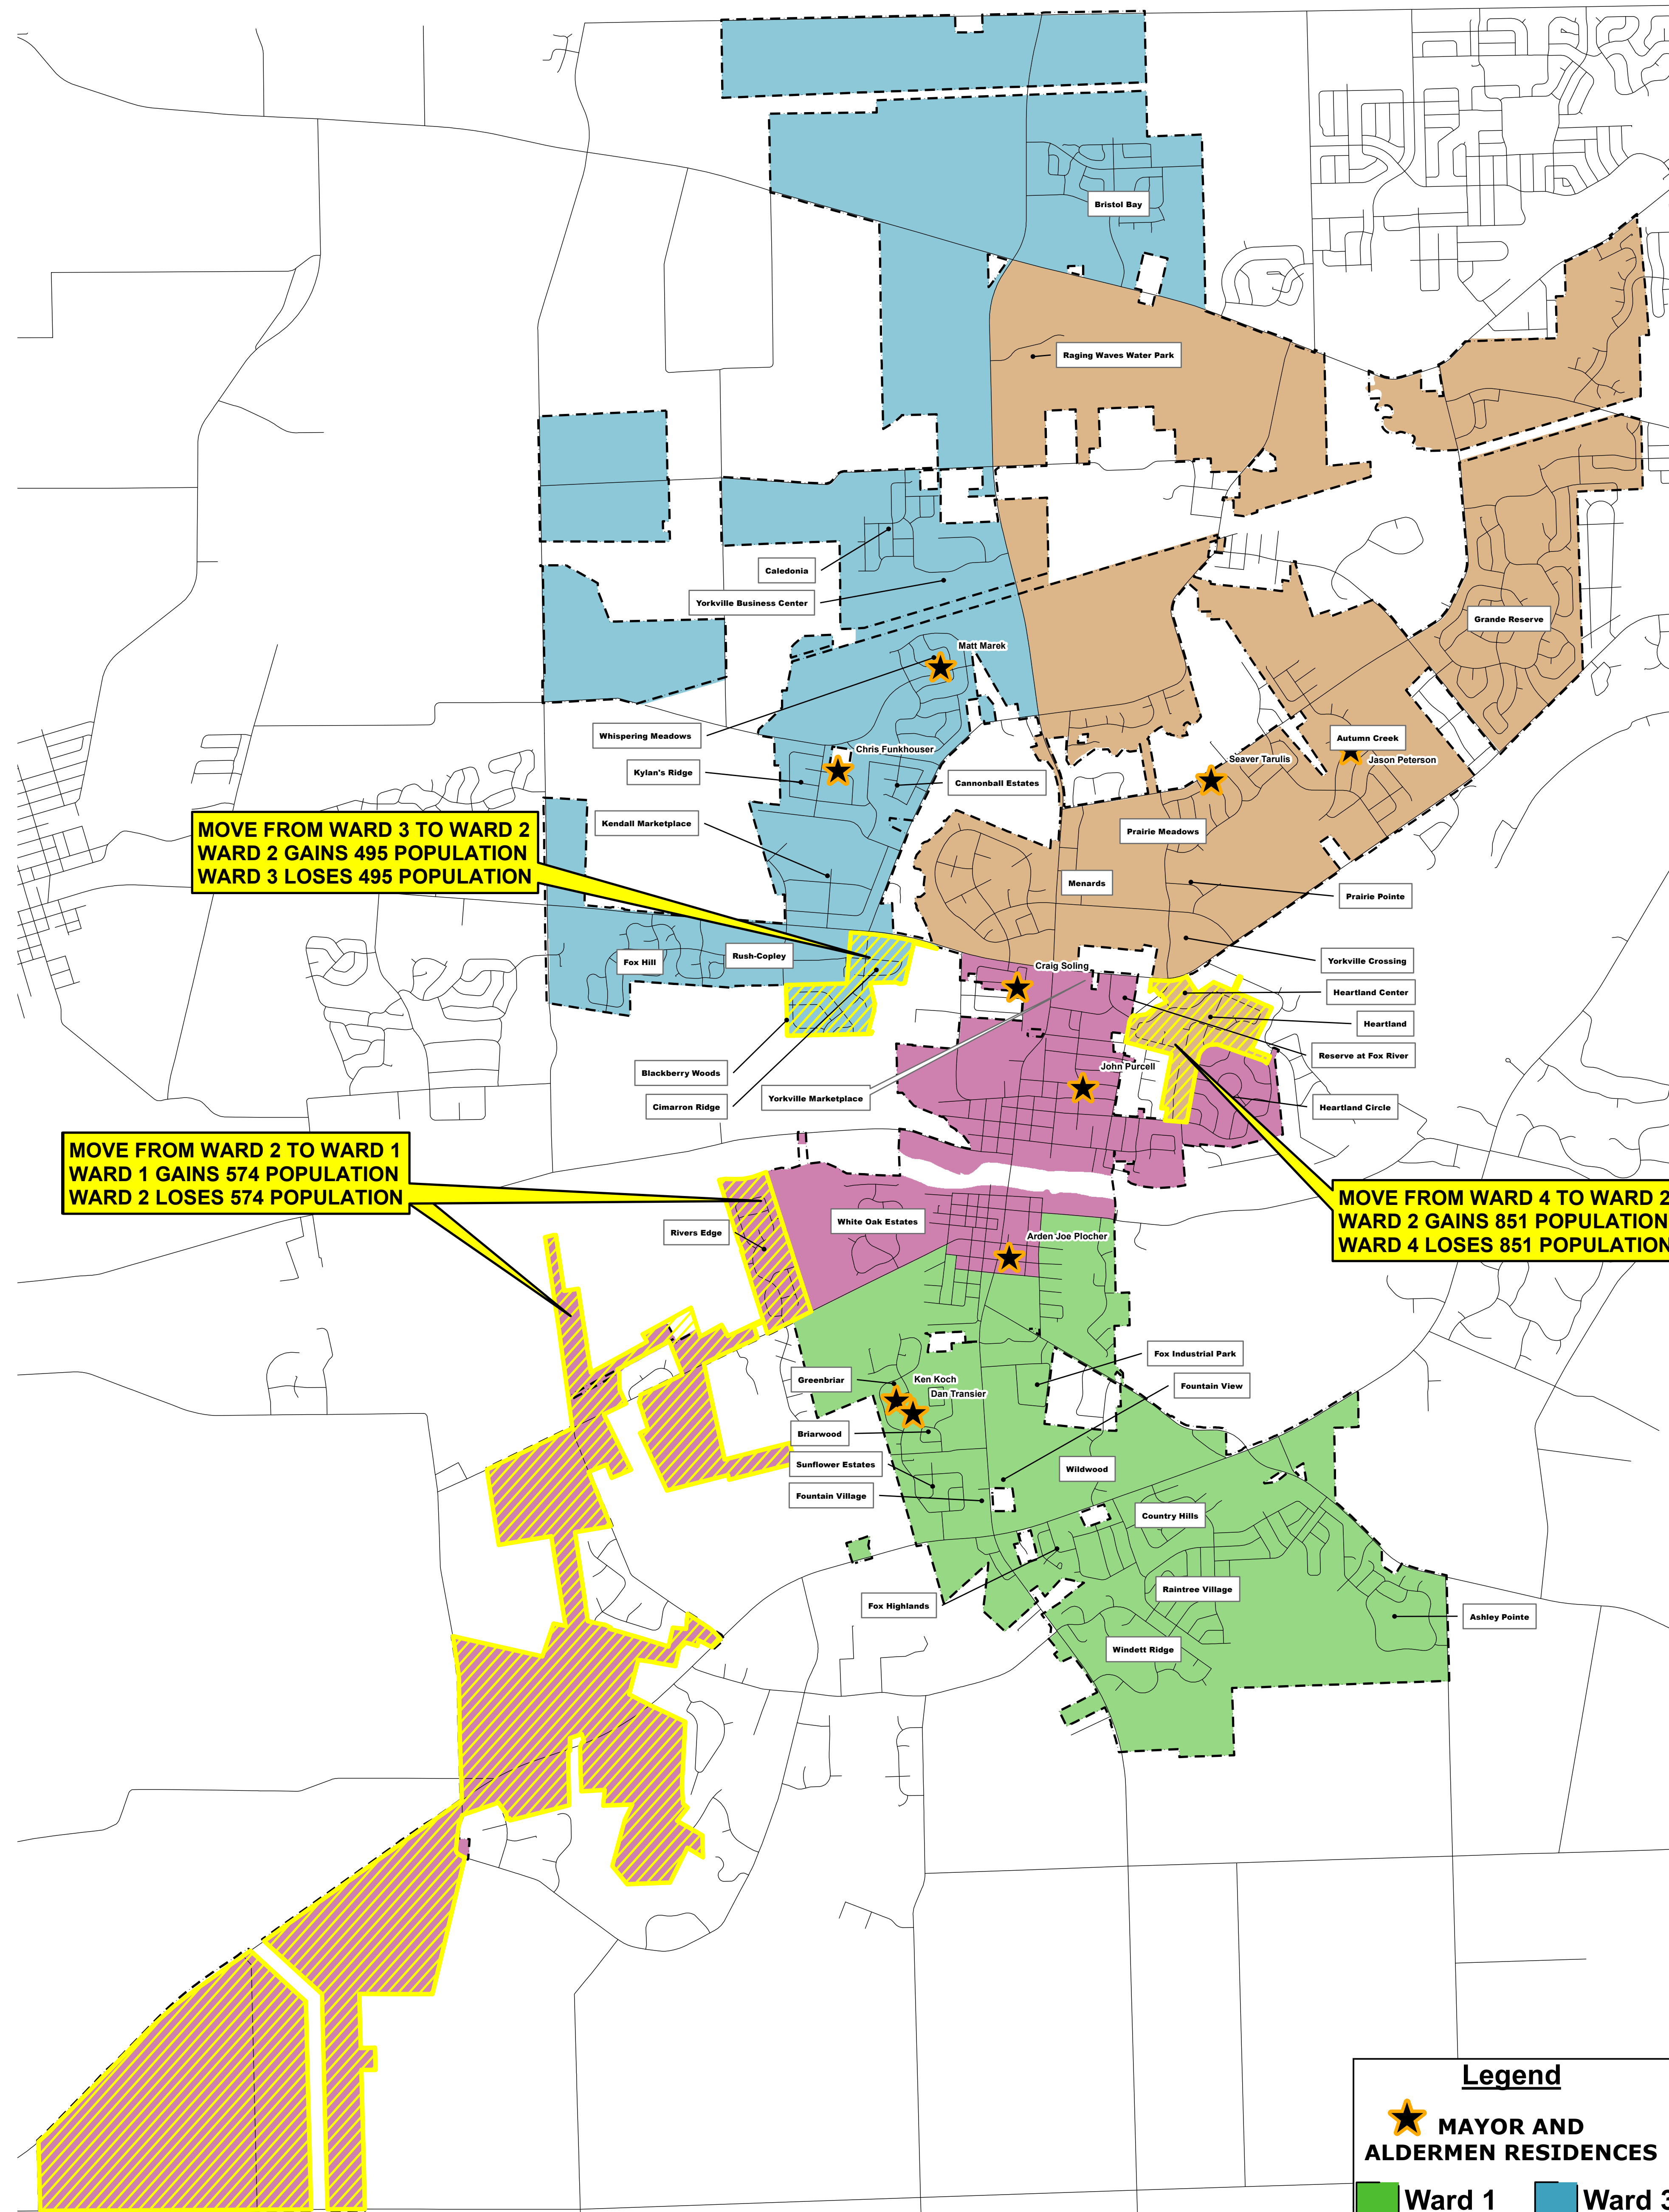 Bristol Bay
Raging Waves Water Park
Caledonia
Yorkville Business Center
Grande Reserve
Matt Marek
Whispering Meadows
Autumn Creek
Chris Funkhouser
Seaver Tarulis
Jason Peterson
Kylan's Ridge
Cannonball Estates
Kendall Marketplace
Prairie Meadows
MOVE FROM WARD 3 TO WARD 2
WARD 2 GAINS 495 POPULATION
WARD 3 LOSES 495 POPULATION
Menards
Prairie Pointe
Rush-Copley
Fox Hill
Craig Soling
Yorkville Crossing
Heartland Center
Heartland
Reserve at Fox River
Blackberry Woods
John Purcell
Cimarron Ridge
Yorkville Marketplace
Heartland Circle
MOVE FROM WARD 2 TO WARD 1
WARD 1 GAINS 574 POPULATION
WARD 2 LOSES 574 POPULATION
MOVE FROM WARD 4 TO WARD 2
WARD 2 GAINS 851 POPULATION
WARD 4 LOSES 851 POPULATION
White Oak Estates
Rivers Edge
Arden Joe Plocher
Fox Industrial Park
Greenbriar
Ken Koch
Fountain View
Dan Transier
Briarwood
Sunflower Estates
Wildwood
Fountain Village
Country Hills
Raintree Village
Fox Highlands
Ashley Pointe
Windett Ridge
Legend
MAYOR AND
ALDERMEN RESIDENCES
Ward 1
Ward 3